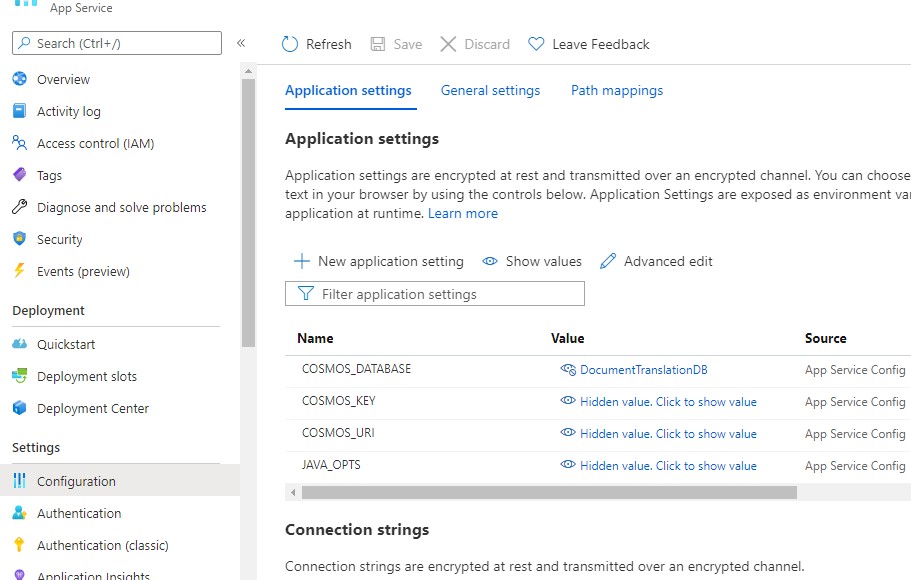 App Service
Search (Ctrl+/)
«
Overview
Activity log
Access control (IAM)
Tags
Diagnose and solve problems
Security
Events (preview)
Deployment
Quickstart
Deployment slots
Deployment Center
Settings
Configuration
Authentication
Authentication (classic)
Application Insights
Refresh Save Discard Leave Feedback
Application settings General settings Path mappings
Application settings
Application settings are encrypted at rest and transmitted over an encrypted channel. You can choose
text in your browser by using the controls below. Application Settings are exposed as environment var
application at runtime. Learn more
New application setting Show values Advanced edit
Filter application settings
Name Value Source
COSMOS_DATABASE DocumentTranslationDB App Service Config
COSMOS_KEY Hidden value. Click to show value App Service Config
COSMOS_URI Hidden value. Click to show value App Service Config
JAVA_OPTS Hidden value. Click to show value App Service Config
Connection strings
Connection strings are encrypted at rest and transmitted over an encrypted channel.